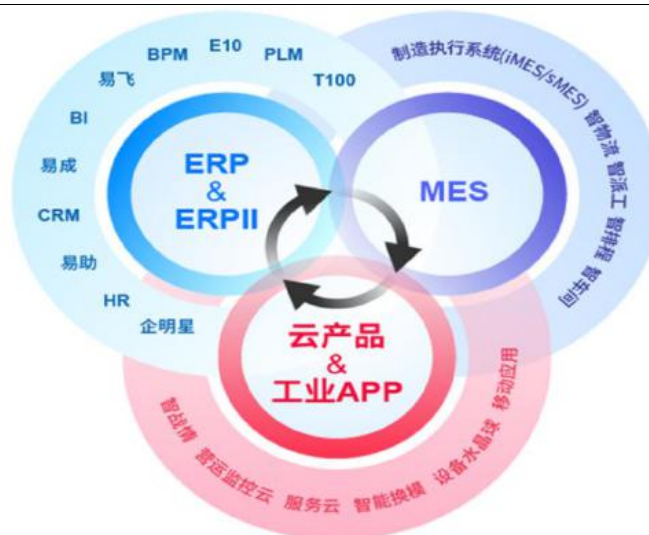 ERP
&
ERPII
企明星
HR
易助
CRM
易成
BI
易飞
BPM
E10
PLM
T100
MES
制造执行系统(iMES/sMES)
智物流
智派工
智排程
智车间
云产品
&
工业APP
智战情
营运监控云
服务云
智能换模
设备水晶球
移动应用